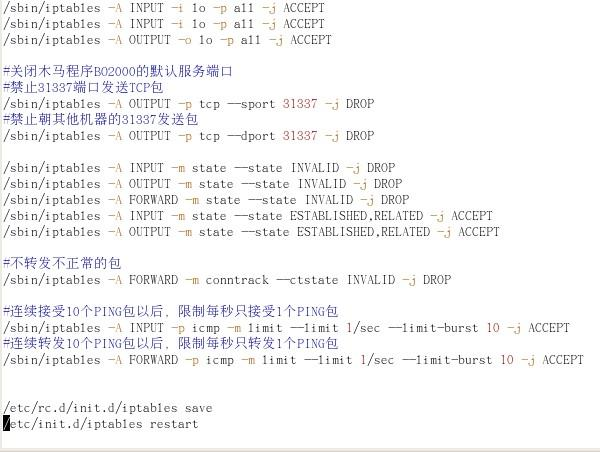 /sbin/iptables -A INPUT -i lo -p all -j ACCEPT
/sbin/iptables -A INPUT -i lo -p all -j ACCEPT
/sbin/iptables -A OUTPUT -o lo -p all -j ACCEPT
#关闭木马程序BO2000的默认服务端口
#禁止31337端口发送TCP包
/sbin/iptables -A OUTPUT -p tcp --sport 31337 -j DROP
#禁止朝其他机器的31337发送包
/sbin/iptables -A OUTPUT -p tcp --dport 31337 -j DROP
/sbin/iptables -A INPUT -m state --state INVALID -j DROP
/sbin/iptables -A OUTPUT -m state --state INVALID -j DROP
/sbin/iptables -A FORWARD -m state --state INVALID -j DROP
/sbin/iptables -A INPUT -m state --state ESTABLISHED,RELATED -j ACCEPT
/sbin/iptables -A OUTPUT -m state --state ESTABLISHED,RELATED -j ACCEPT
#不转发不正常的包
/sbin/iptables -A FORWARD -m conntrack --ctstate INVALID -j DROP
#连续接受10个PING包以后, 限制每秒只接受1个PING包
/sbin/iptables -A INPUT -p icmp -m limit --limit 1/sec --limit-burst 10 -j ACCEPT
#连续转发10个PING包以后, 限制每秒只转发1个PING包
/sbin/iptables -A FORWARD -p icmp -m limit --limit 1/sec --limit-burst 10 -j ACCEPT
/etc/rc.d/init.d/iptables save
/etc/init.d/iptables restart